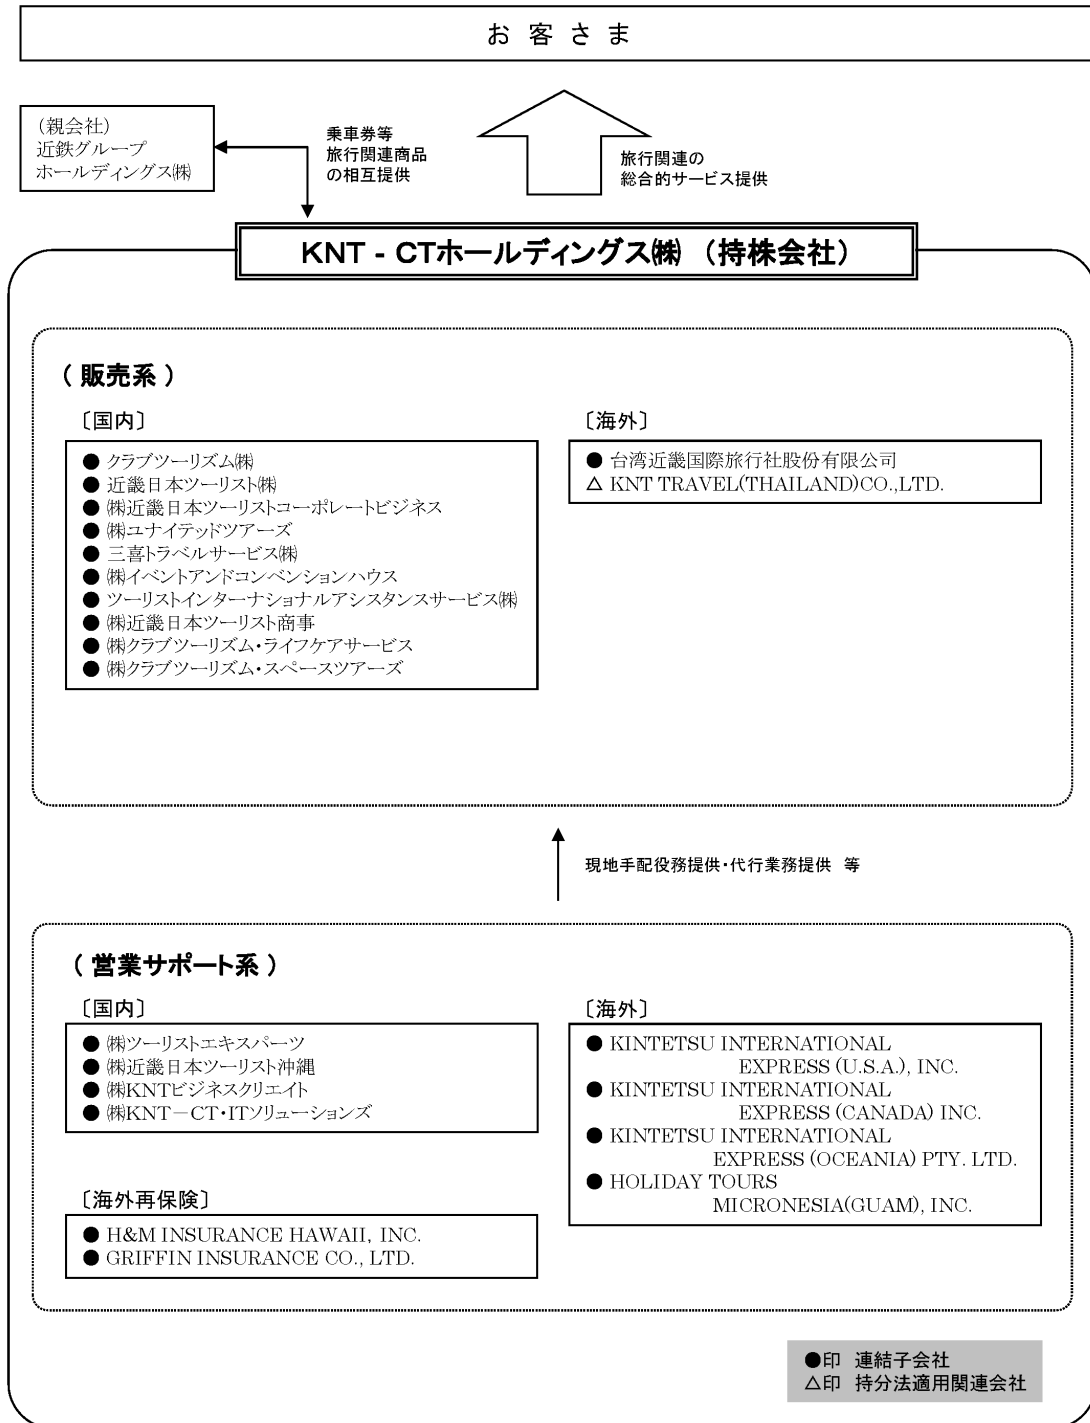 お 客 さ ま
(親会社)
近鉄グループ
ホールディングス㈱
乗車券等
旅行関連商品
の相互提供
旅行関連の
総合的サービス提供
KNT - CTホールディングス㈱ (持株会社)
( 販売系 )
〔国内〕
● クラブツーリズム㈱
● 近畿日本ツーリスト㈱
● ㈱近畿日本ツーリストコーポレートビジネス
● ㈱ユナイテッドツアーズ
● 三喜トラベルサービス㈱
● ㈱イベントアンドコンベンションハウス
● ツーリストインターナショナルアシスタンスサービス㈱
● ㈱近畿日本ツーリスト商事
● ㈱クラブツーリズム・ライフケアサービス
● ㈱クラブツーリズム・スペースツアーズ
〔海外〕
● 台湾近畿国際旅行社股份有限公司
△ KNT TRAVEL(THAILAND)CO.,LTD.
現地手配役務提供・代行業務提供 等
( 営業サポート系 )
〔国内〕
● ㈱ツーリストエキスパーツ
● ㈱近畿日本ツーリスト沖縄
● ㈱KNTビジネスクリエイト
● ㈱KNT－CT・ITソリューションズ
〔海外再保険〕
● H&M INSURANCE HAWAII, INC.
● GRIFFIN INSURANCE CO., LTD.
〔海外〕
● KINTETSU INTERNATIONAL
EXPRESS (U.S.A.), INC.
● KINTETSU INTERNATIONAL
EXPRESS (CANADA) INC.
● KINTETSU INTERNATIONAL
EXPRESS (OCEANIA) PTY. LTD.
● HOLIDAY TOURS
MICRONESIA(GUAM), INC.
●印 連結子会社
△印 持分法適用関連会社